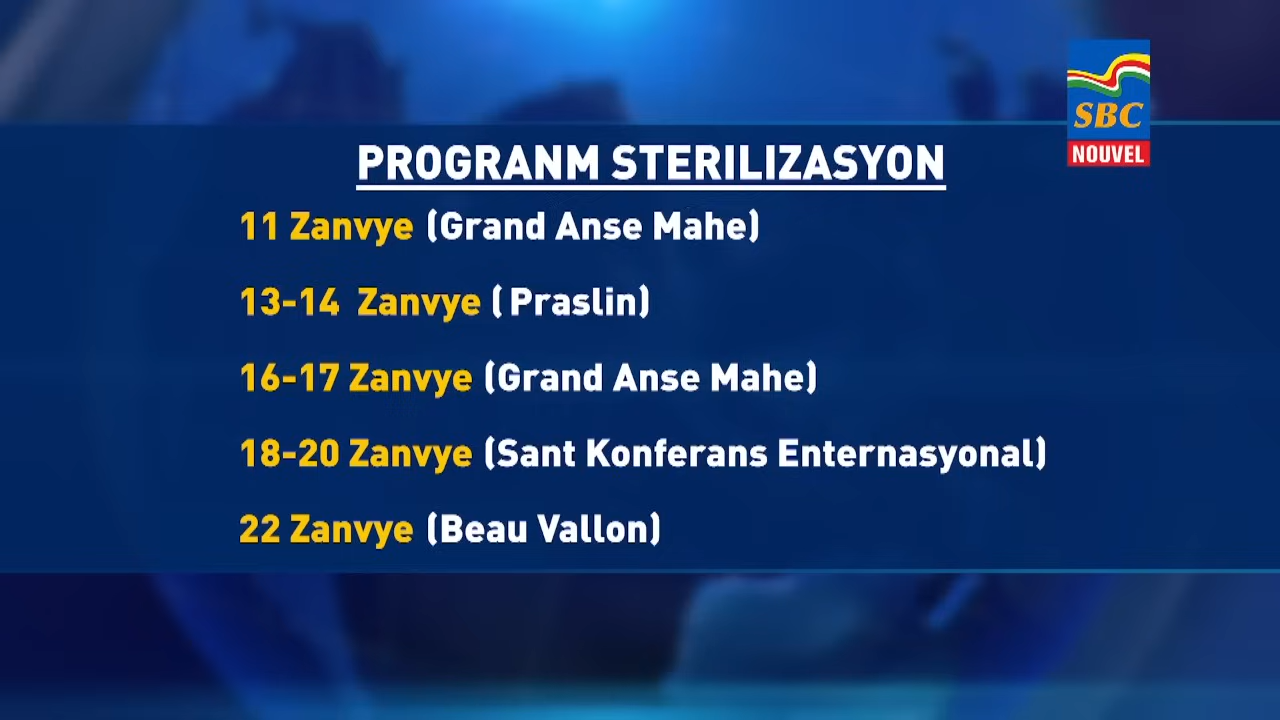 SBC
NOUVEL
PROGRANM STERILIZASYON
11 Zanvye (Grand Anse Mahe)
13-14 Zanvye ( Praslin)
16-17 Zanvye (Grand Anse Mahe)
18-20 Zanvye (Sant Konferans Enternasyonal)
22 Zanvye (Beau Vallon)